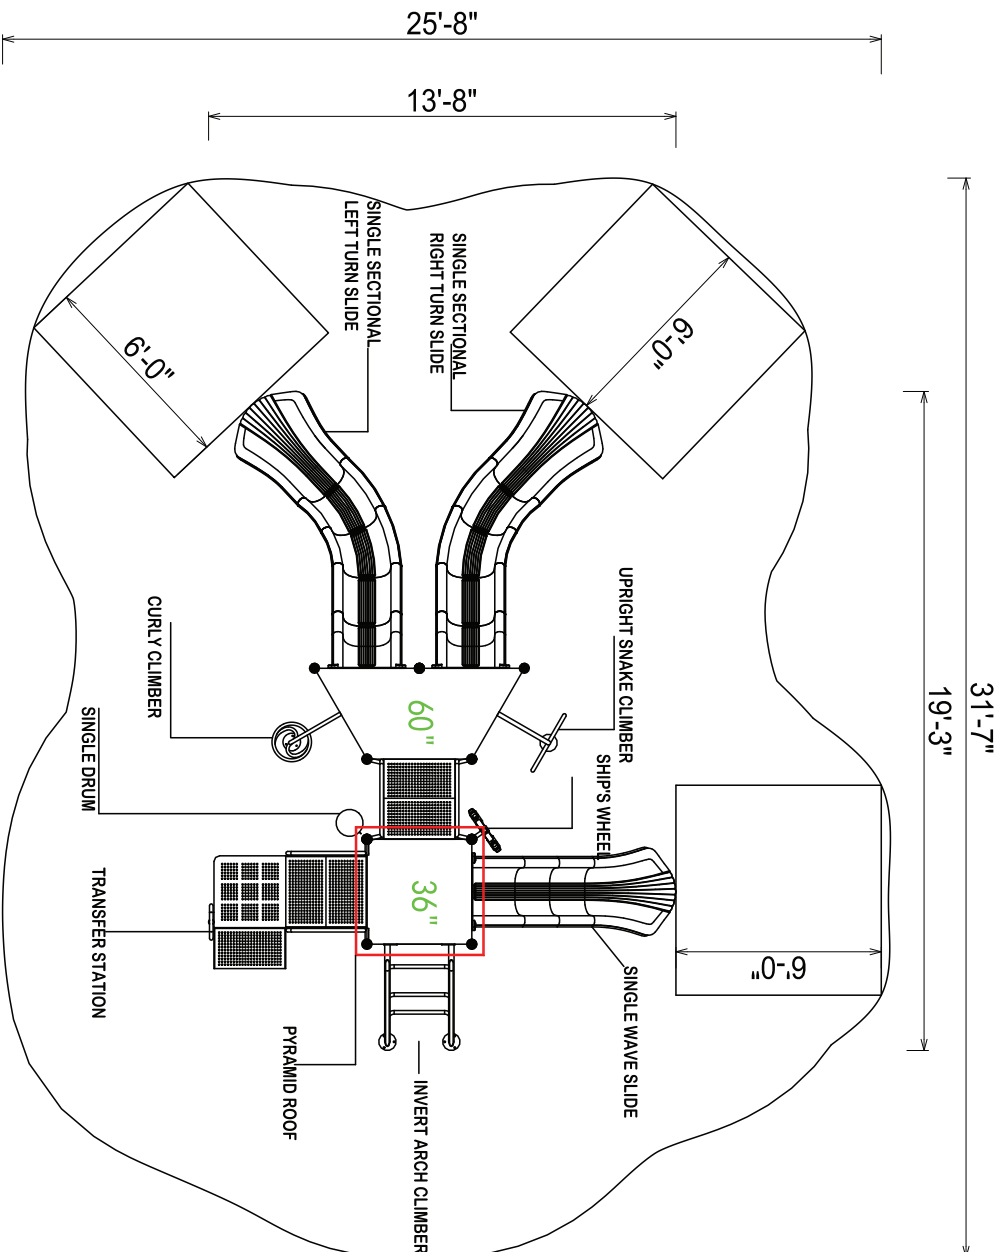 25'-8"
13'-8"
31'-7"
19'-3"
SINGLE SECTIONAL
LEFT TURN SLIDE
SINGLE SECTIONAL
RIGHT TURN SLIDE
6'-0"
6'-0"
CURLY CLIMBER
UPRIGHT SNAKE CLIMBER
60"
SINGLE DRUM
SHIP'S WHEEL
36"
TRANSFER STATION
6'-0"
SINGLE WAVE SLIDE
PYRAMID ROOF
INVERT ARCH CLIMBER